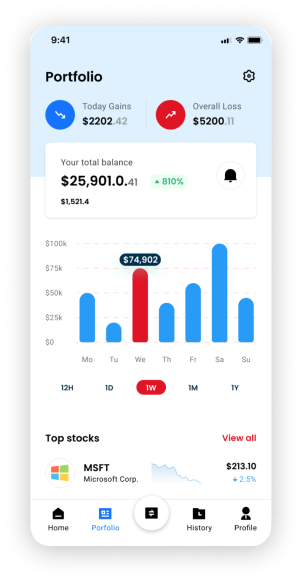 9:41
Portfolio
Today Gains
$2202.42
Overall Loss
$5200.11
Your total balance
$25,901.0.41
810%
$1,521.4
$100k
$75k
$50k
$25k
$0
$74,902
Mo Tu We Th Fr Sa Su
12H 1D 1W 1M 1Y
Top stocks
View all
MSFT
Microsoft Corp.
$213.10
2.5%
Home Porfolio History Profile